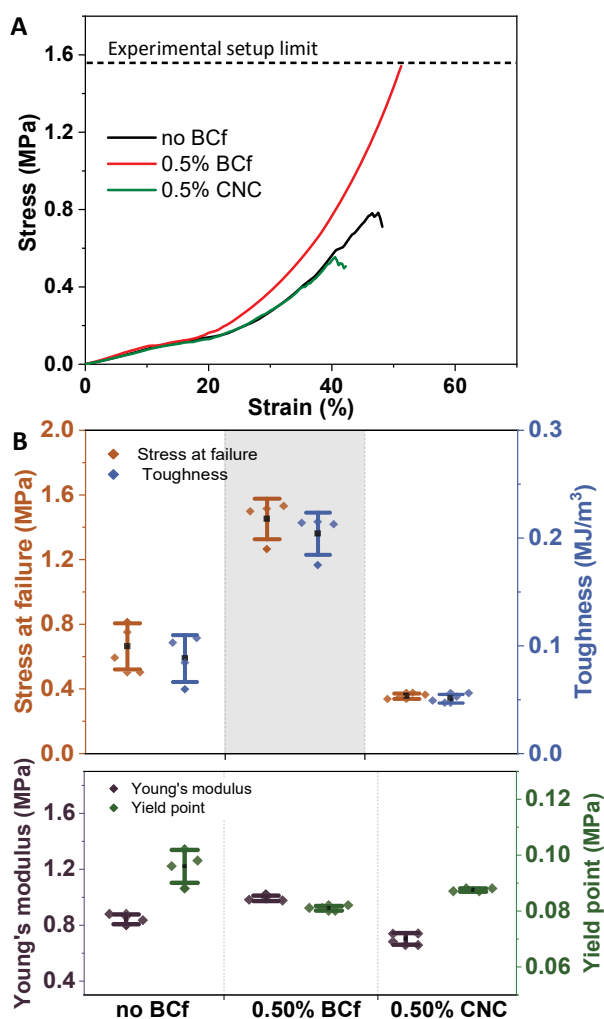 A
Experimental setup limit
1.6
1.2
0.8
0.4
0.0
Stress (MPa)
no BCf
0.5% BCf
0.5% CNC
0 20 40 60
Strain (%)
B
2.0
1.6
1.2
0.8
0.4
0.0
Stress at failure (MPa)
Stress at failure
Toughness
0.3
0.2
0.1
0.0
Toughness (MJ/m³)
1.6
1.2
0.8
0.4
Young's modulus (MPa)
Young's modulus
Yield point
0.12
0.10
0.08
0.06
Yield point (MPa)
no BCf 0.50% BCf 0.50% CNC